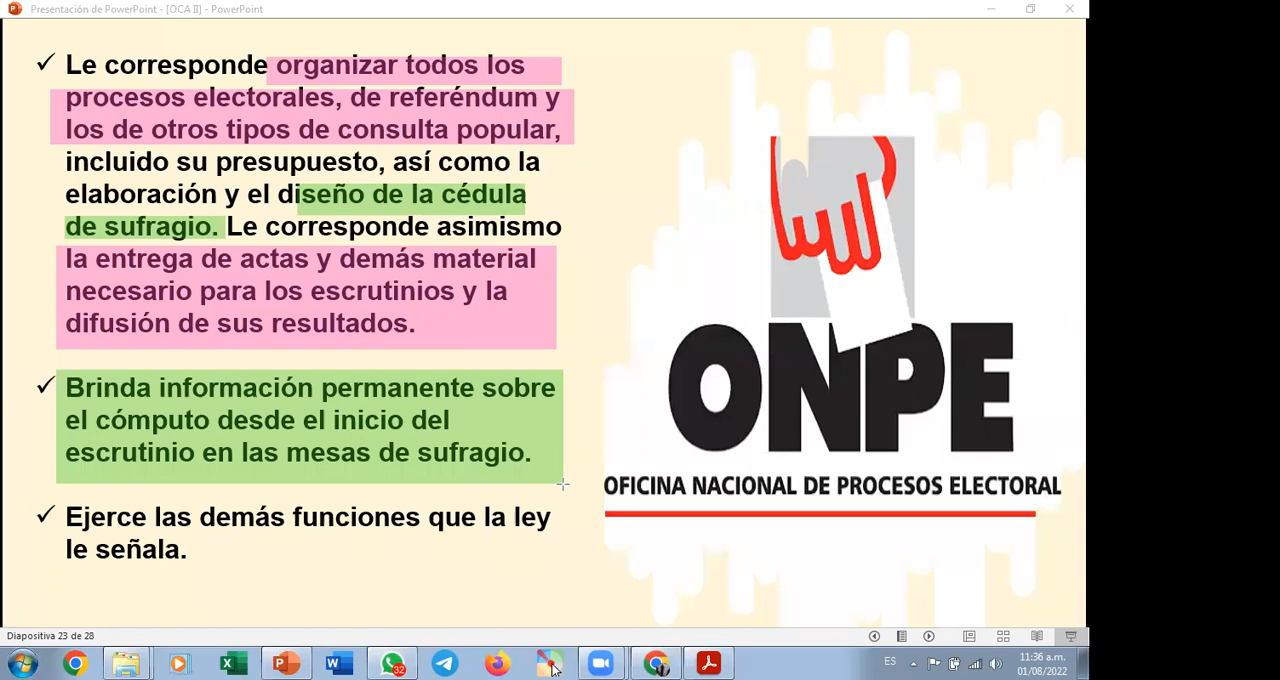 Presentación de PowerPoint - [OCA II] - PowerPoint
✓ Le corresponde organizar todos los
procesos electorales, de referéndum y
los de otros tipos de consulta popular,
incluido su presupuesto, así como la
elaboración y el diseño de la cédula
de sufragio. Le corresponde asimismo
la entrega de actas y demás material
necesario para los escrutinios y la
difusión de sus resultados.
✓ Brinda información permanente sobre
el cómputo desde el inicio del
escrutinio en las mesas de sufragio.
✓ Ejerce las demás funciones que la ley
le señala.
ONPE
OFICINA NACIONAL DE PROCESOS ELECTORAL
Diapositiva 23 de 28
32
ES
11:36 a.m.
01/08/2022